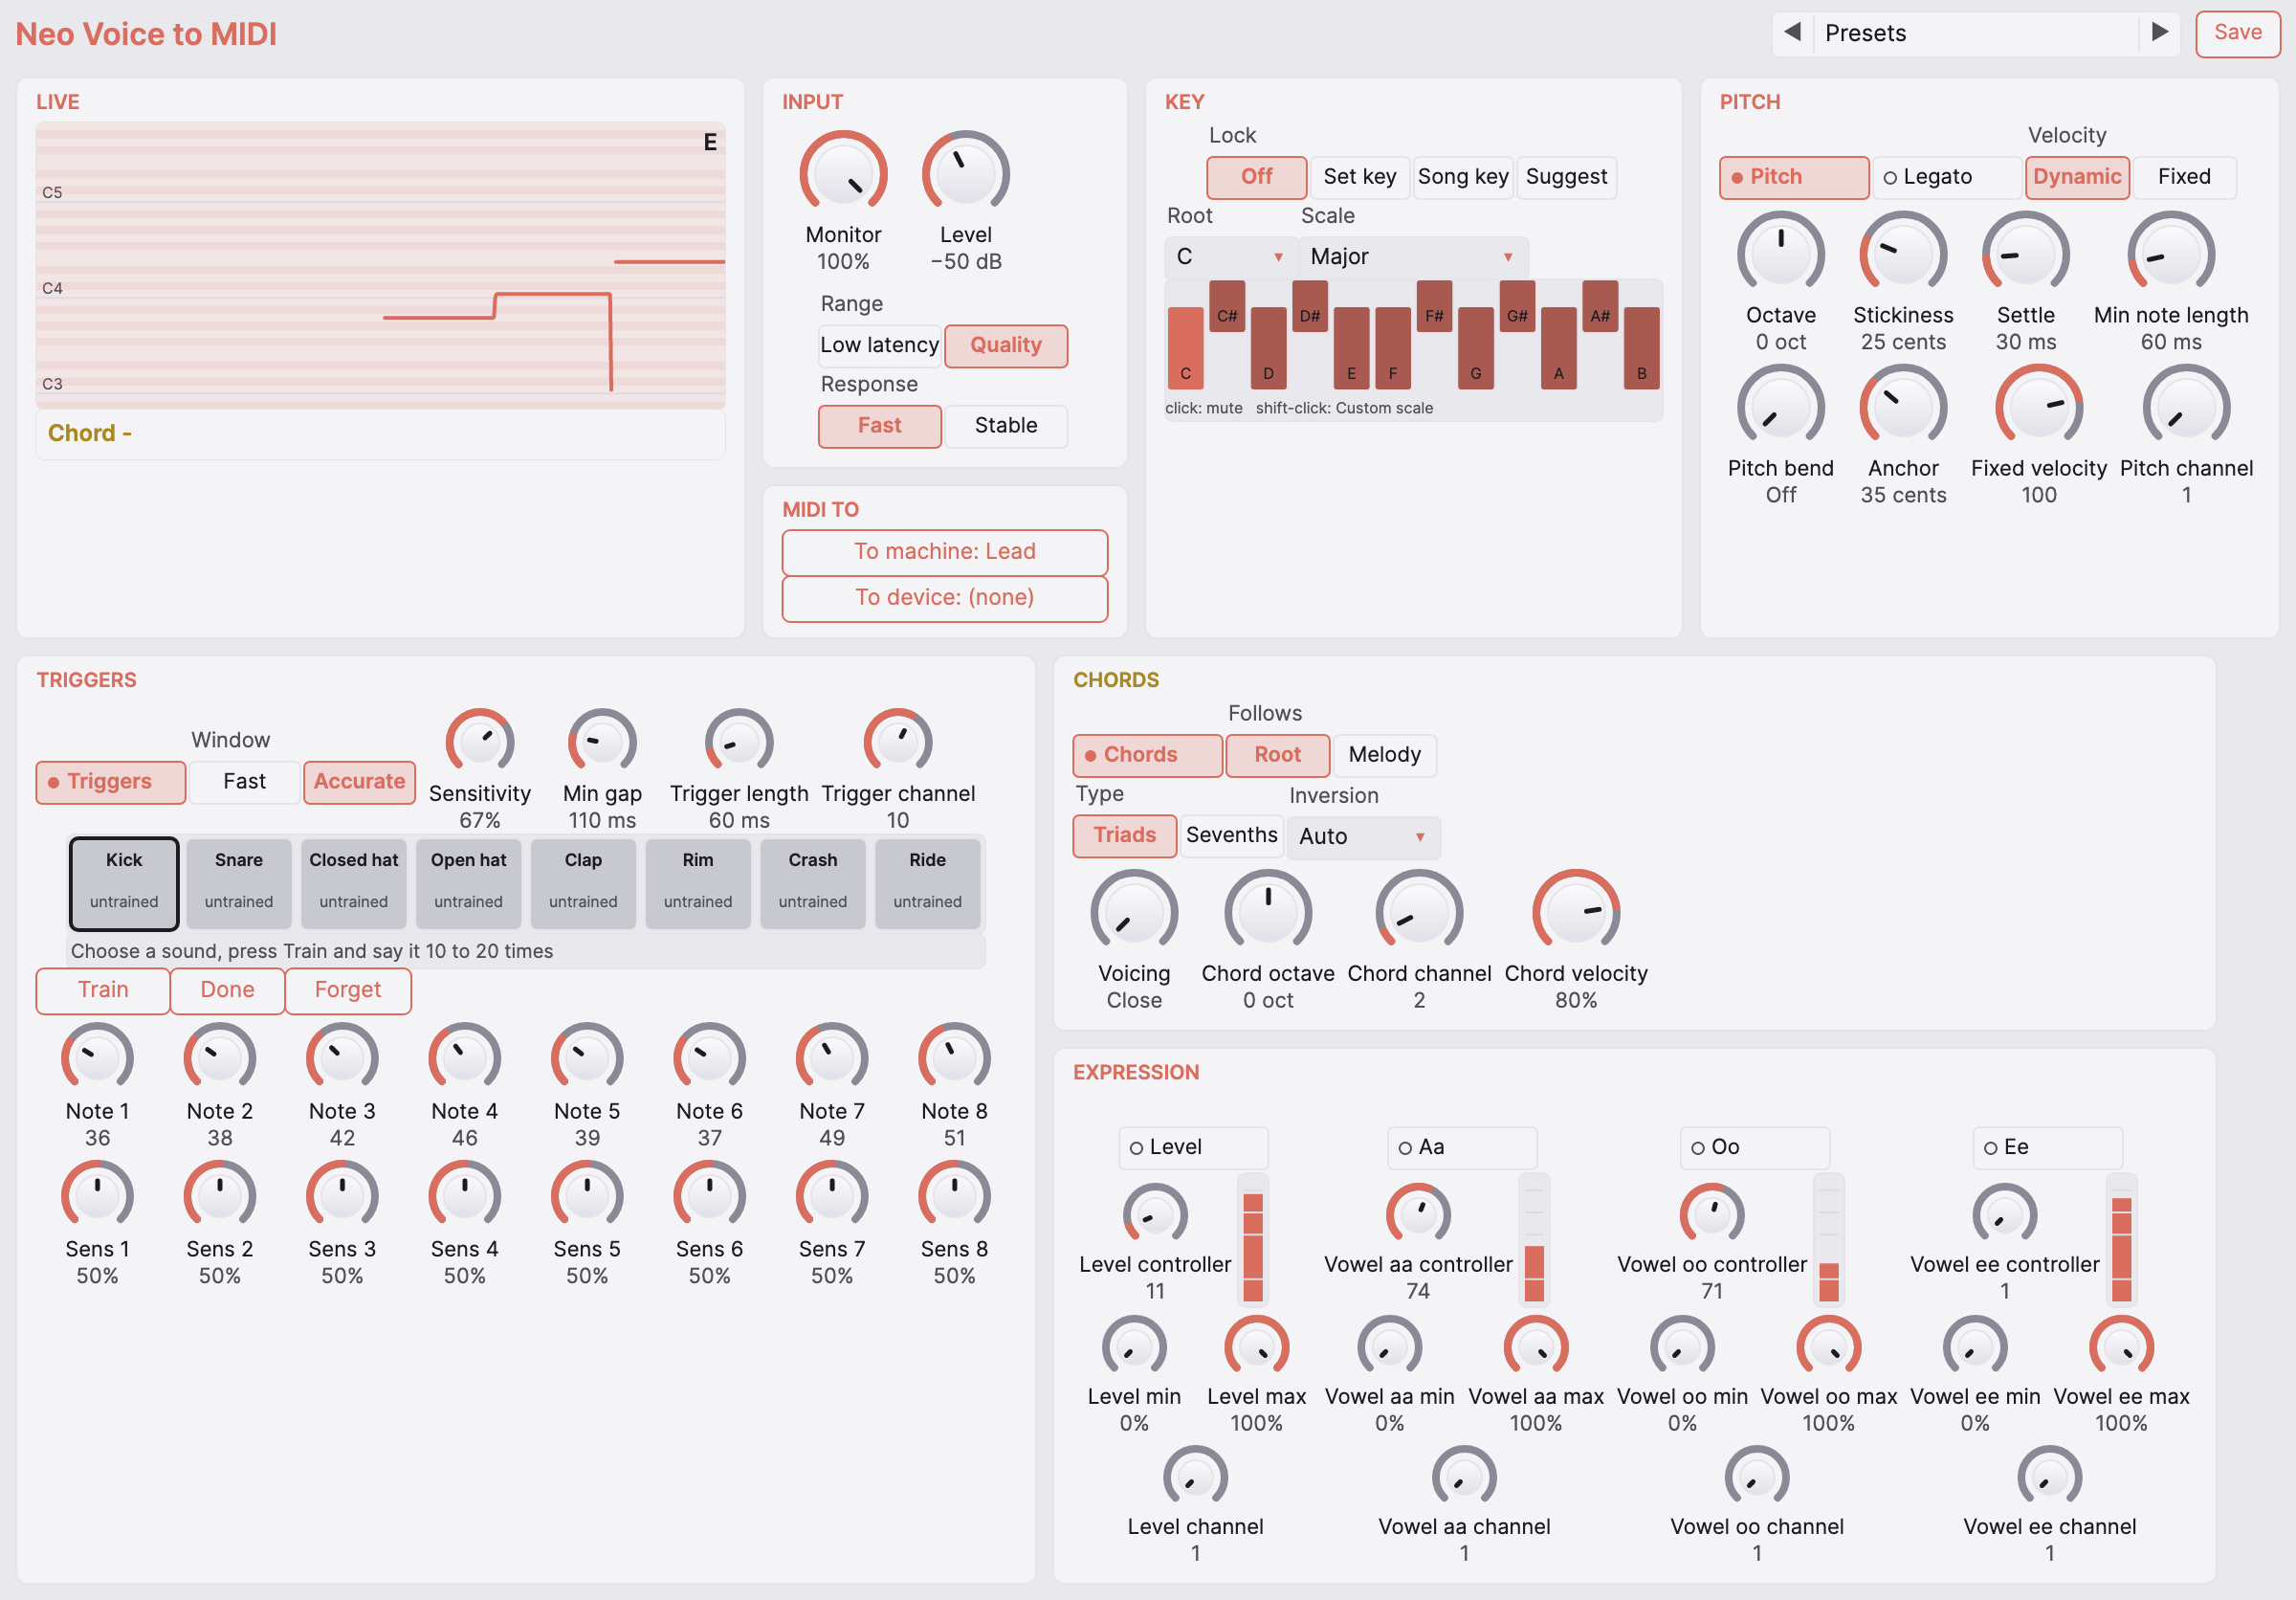 Neo Voice to MIDI
Presets
Save
LIVE
E
C5
C4
C3
Chord -
INPUT
Monitor
100%
Level
−50 dB
Range
Low latency
Quality
Response
Fast
Stable
MIDI TO
To machine: Lead
To device: (none)
KEY
Lock
Off
Set key
Song key
Suggest
Root
Scale
C
Major
C#
D#
F#
G#
A#
C
D
E
F
G
A
B
click: mute shift-click: Custom scale
PITCH
Velocity
Pitch
Legato
Dynamic
Fixed
Octave
0 oct
Stickiness
25 cents
Settle
30 ms
Min note length
60 ms
Pitch bend
Off
Anchor
35 cents
Fixed velocity
100
Pitch channel
1
TRIGGERS
Window
Triggers
Fast
Accurate
Sensitivity
67%
Min gap
110 ms
Trigger length
60 ms
Trigger channel
10
Kick
untrained
Snare
untrained
Closed hat
untrained
Open hat
untrained
Clap
untrained
Rim
untrained
Crash
untrained
Ride
untrained
Choose a sound, press Train and say it 10 to 20 times
Train
Done
Forget
Note 1
36
Note 2
38
Note 3
42
Note 4
46
Note 5
39
Note 6
37
Note 7
49
Note 8
51
Sens 1
50%
Sens 2
50%
Sens 3
50%
Sens 4
50%
Sens 5
50%
Sens 6
50%
Sens 7
50%
Sens 8
50%
CHORDS
Follows
Chords
Root
Melody
Type
Inversion
Triads
Sevenths
Auto
Voicing
Close
Chord octave
0 oct
Chord channel
2
Chord velocity
80%
EXPRESSION
Level
Aa
Oo
Ee
Level controller
11
Vowel aa controller
74
Vowel oo controller
71
Vowel ee controller
1
Level min
0%
Level max
100%
Vowel aa min
0%
Vowel aa max
100%
Vowel oo min
0%
Vowel oo max
100%
Vowel ee min
0%
Vowel ee max
100%
Level channel
1
Vowel aa channel
1
Vowel oo channel
1
Vowel ee channel
1